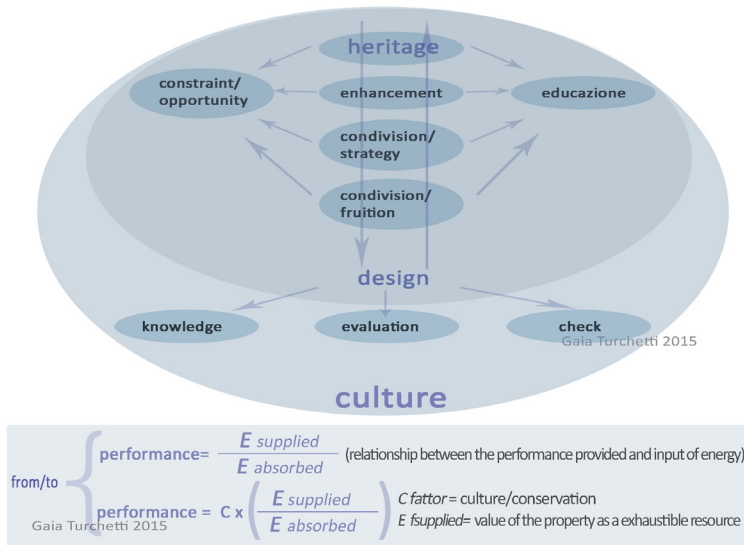 heritage
constraint/
opportunity
enhancement
educazione
condivision/
strategy
condivision/
fruition
design
knowledge
evaluation
check
Gaia Turchetti 2015
culture
from/to
performance= E supplied
E absorbed
(relationship between the performance provided and input of energy)
performance = C x ( E supplied
E absorbed )
C fattor = culture/conservation
E fsupplied= value of the property as a exhaustible resource
Gaia Turchetti 2015